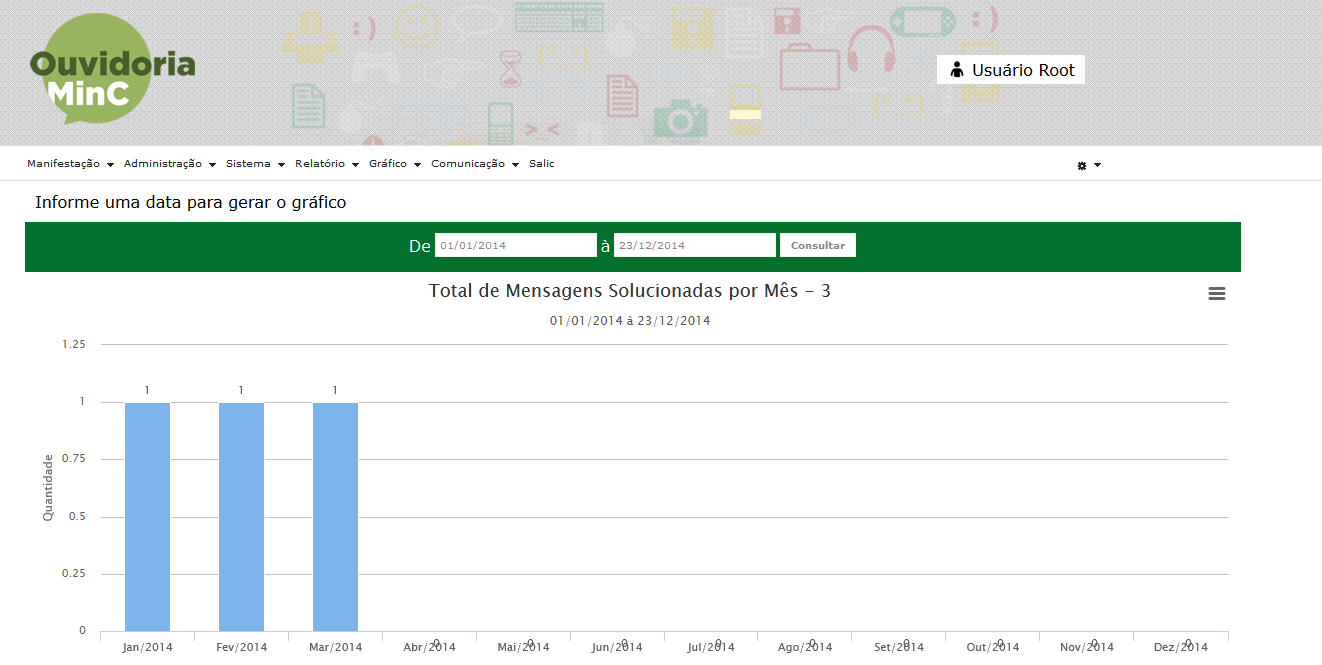 Ouvidoria
MinC
Usuário Root
Manifestação Administração Sistema Relatório Gráfico Comunicação Salic
Informe uma data para gerar o gráfico
De 01/01/2014 à 23/12/2014 Consultar
Total de Mensagens Solucionadas por Mês - 3
01/01/2014 à 23/12/2014
1.25
1
0.75
0.5
0.25
0
Quantidade
1 1 1 0 0 0 0 0 0 0 0 0
Jan/2014 Fev/2014 Mar/2014 Abr/2014 Mai/2014 Jun/2014 Jul/2014 Ago/2014 Set/2014 Out/2014 Nov/2014 Dez/2014